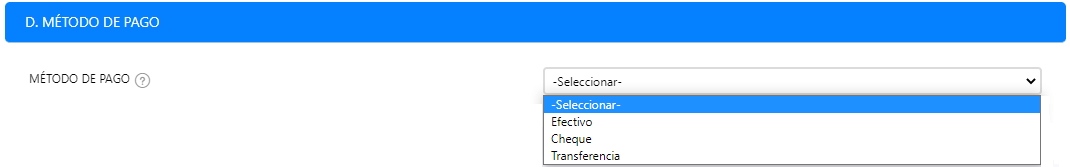 D. MÉTODO DE PAGO
MÉTODO DE PAGO ?
-Seleccionar-
-Seleccionar-
Efectivo
Cheque
Transferencia